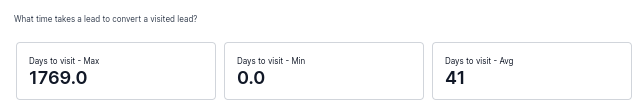 What time takes a lead to convert a visited lead?
Days to visit - Max
1769.0
Days to visit - Min
0.0
Days to visit - Avg
41